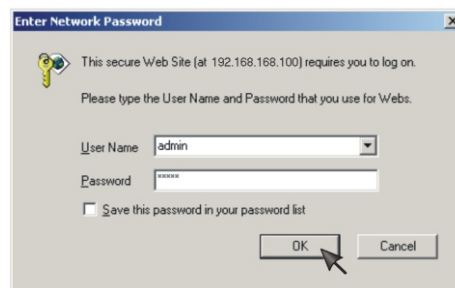 Enter Network Password
This secure Web Site (at 192.168.168.100) requires you to log on.
Please type the User Name and Password that you use for Webs.
User Name admin
Password *****
Save this password in your password list
OK Cancel